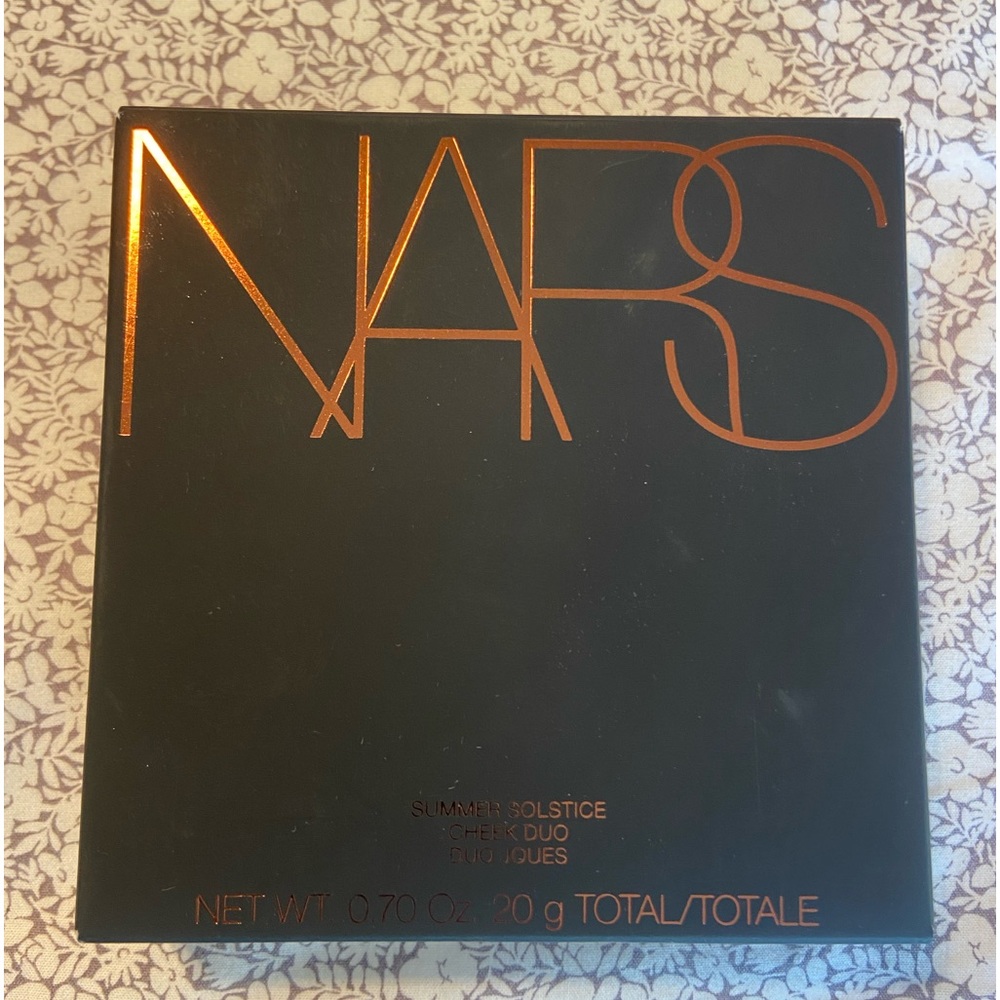 NARS
SUMMER SOLSTICE
CHEEK DUO
DUO JOUES
NET WT. 0.70 Oz. 20 g TOTAL/TOTALE